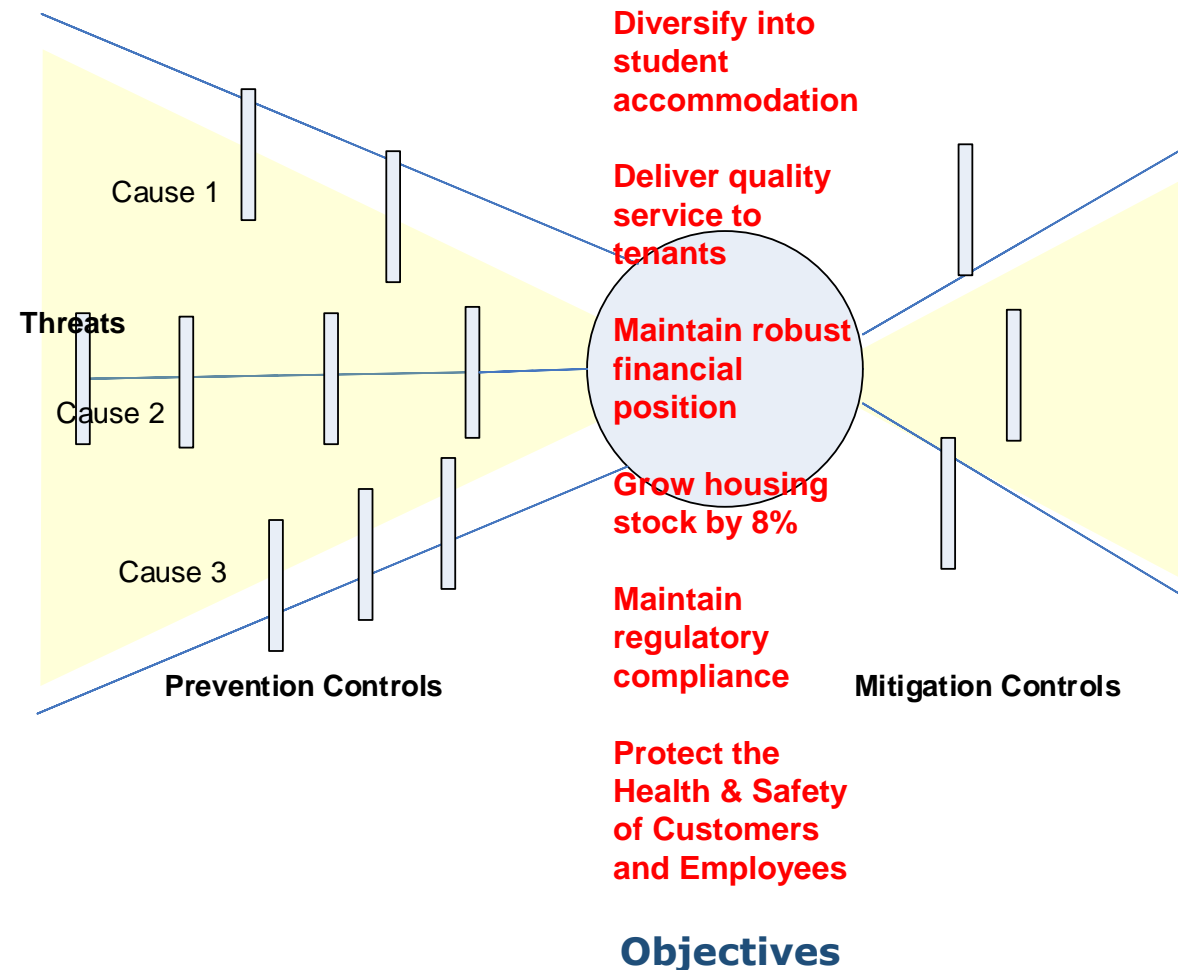 Diversify into
student
accommodation
Deliver quality
service to
tenants
Maintain robust
financial
position
Grow housing
stock by 8%
Maintain
regulatory
compliance
Protect the
Health & Safety
of Customers
and Employees
Objectives
Cause 1
Threats
Cause 2
Cause 3
Prevention Controls
Mitigation Controls